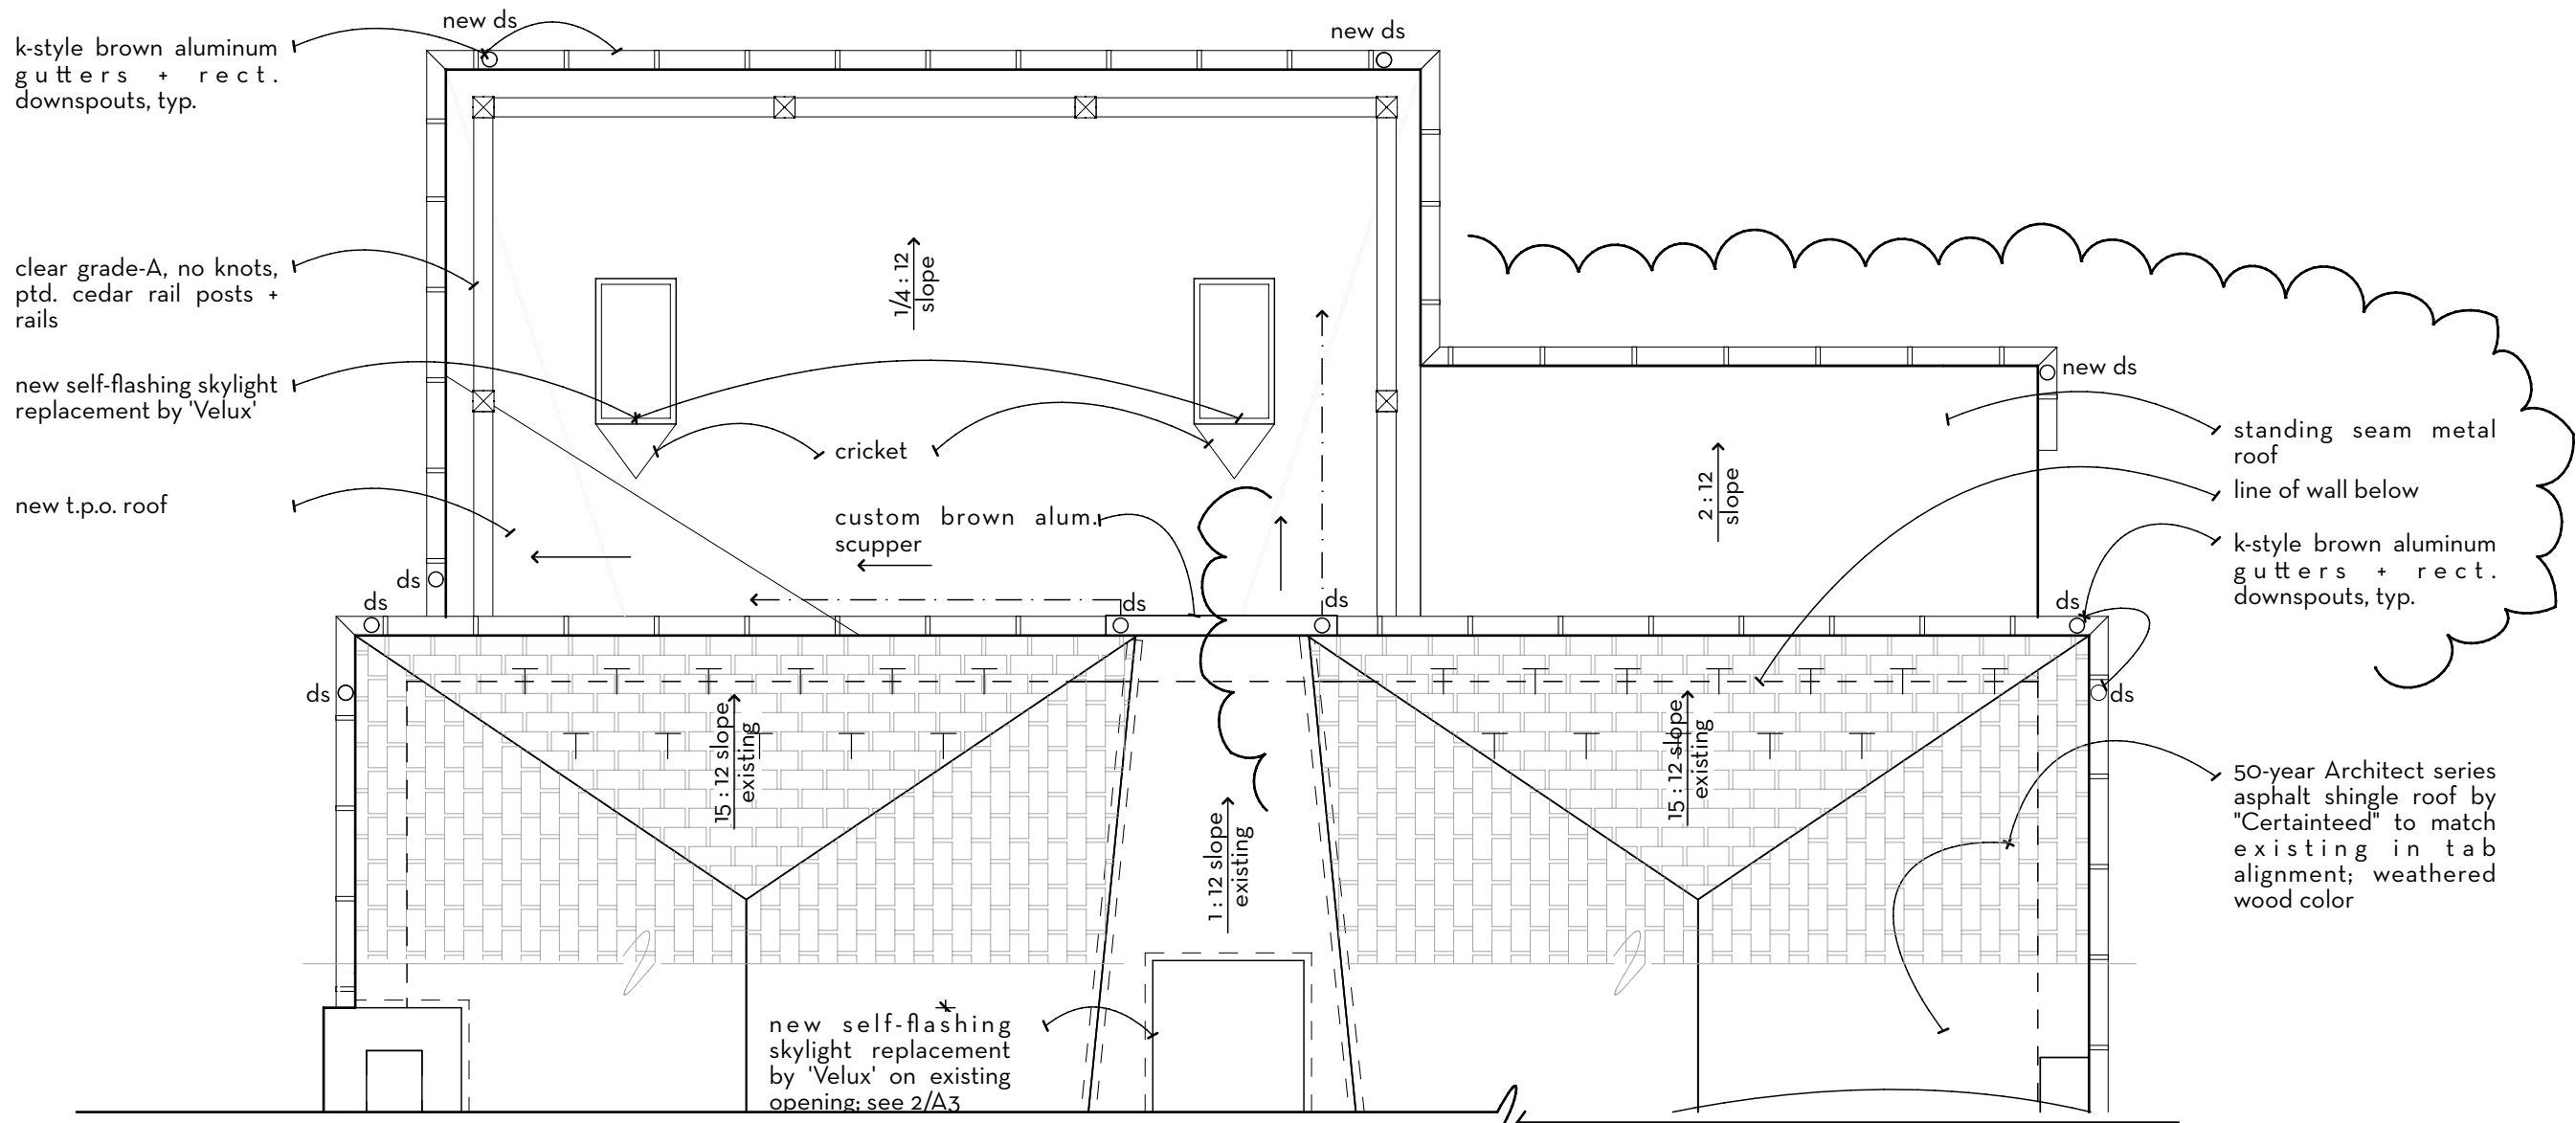 new ds
new ds
k-style brown aluminum
gutters + rect.
downspouts, typ.
clear grade-A, no knots,
ptd. cedar rail posts +
rails
new self-flashing skylight
replacement by 'Velux'
new t.p.o. roof
1/4 : 12
slope
cricket
custom brown alum.
scupper
2 : 12
slope
new ds
standing seam metal
roof
line of wall below
k-style brown aluminum
gutters + rect.
downspouts, typ.
ds
ds
ds
ds
ds
ds
ds
15 : 12 slope
existing
15 : 12 slope
existing
1 : 12 slope
existing
50-year Architect series
asphalt shingle roof by
"Certainteed" to match
existing in tab
alignment; weathered
wood color
new self-flashing
skylight replacement
by 'Velux' on existing
opening; see 2/A3